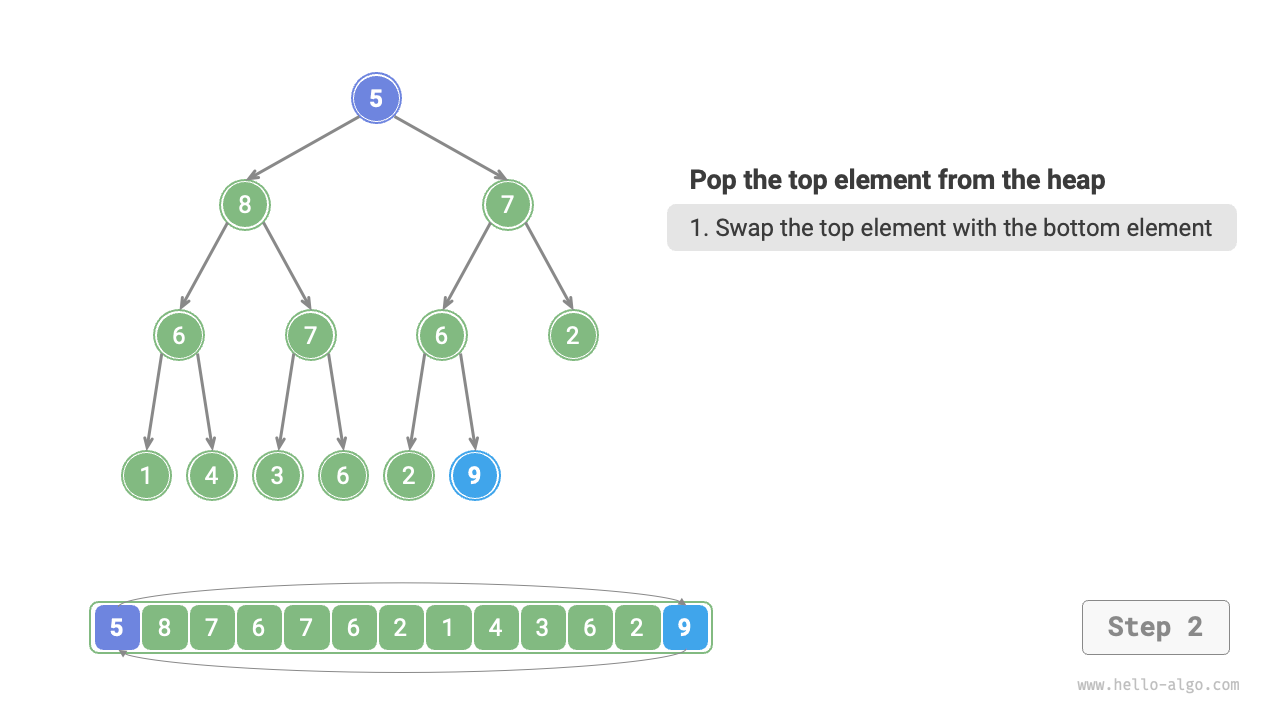 5
Pop the top element from the heap
8 7
1. Swap the top element with the bottom element
6 7 6 2
1 4 3 6 2 9
5 8 7 6 7 6 2 1 4 3 6 2 9
Step 2
www.hello-algo.com